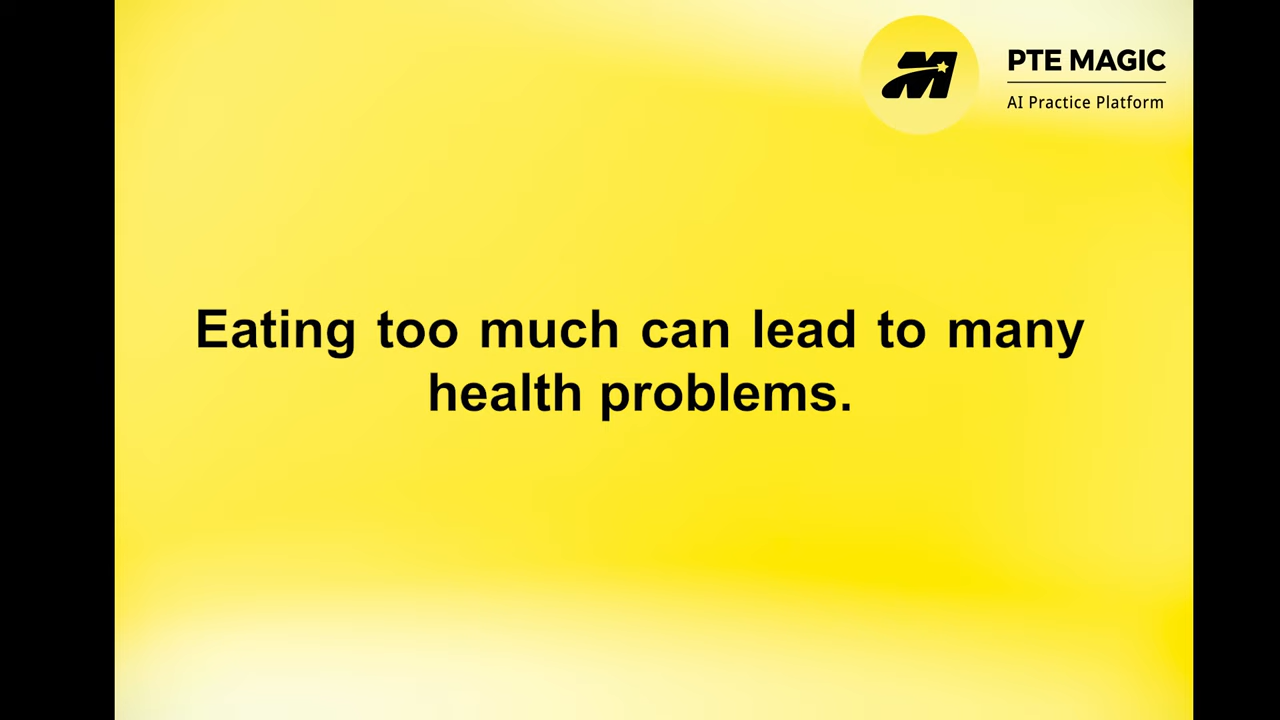 PTE MAGIC
AI Practice Platform
Eating too much can lead to many
health problems.